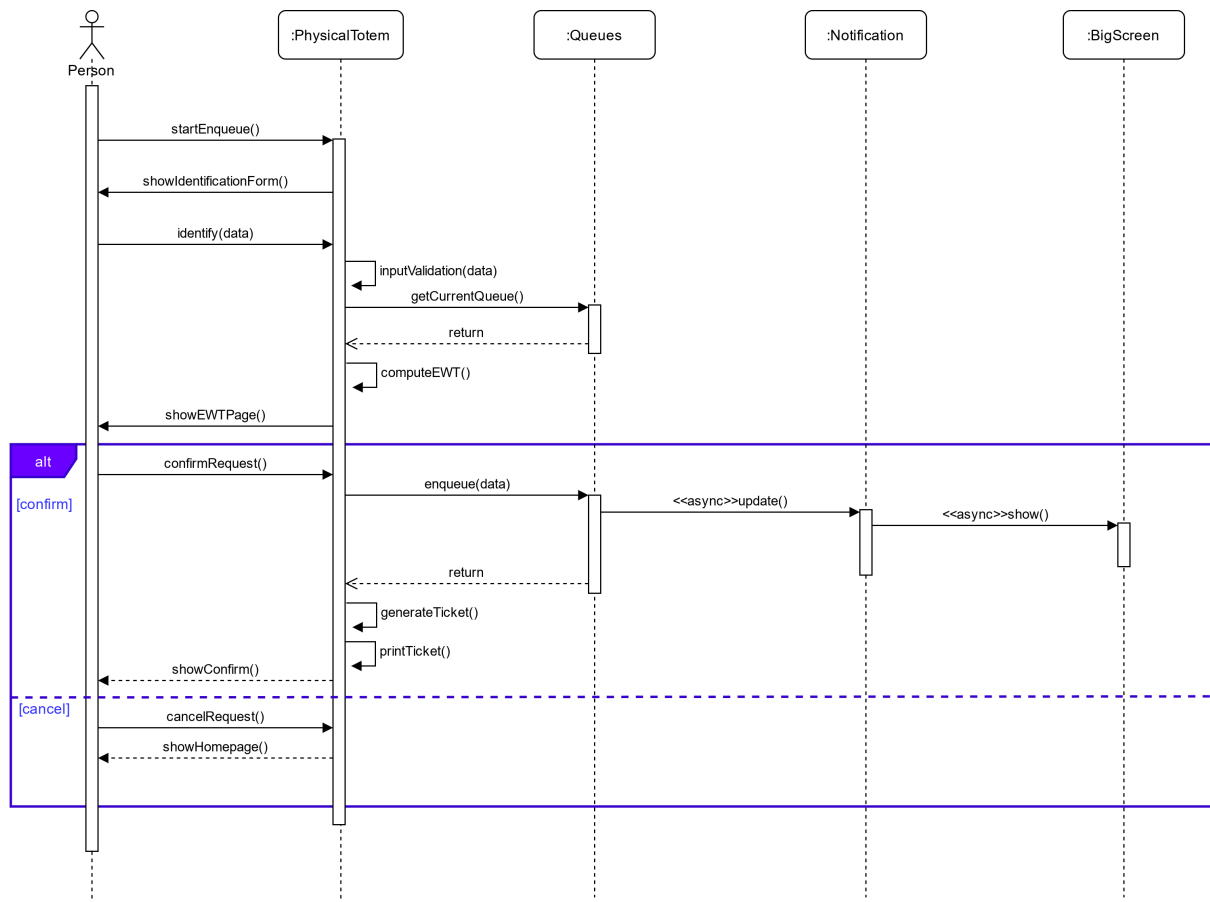 :PhysicalTotem
:Queues
:Notification
:BigScreen
Person
startEnqueue()
showIdentificationForm()
identify(data)
inputValidation(data)
getCurrentQueue()
return
computeEWT()
showEWTPage()
alt
confirmRequest()
[confirm]
enqueue(data)
<<async>>update()
<<async>>show()
return
generateTicket()
printTicket()
showConfirm()
[cancel]
cancelRequest()
showHomepage()